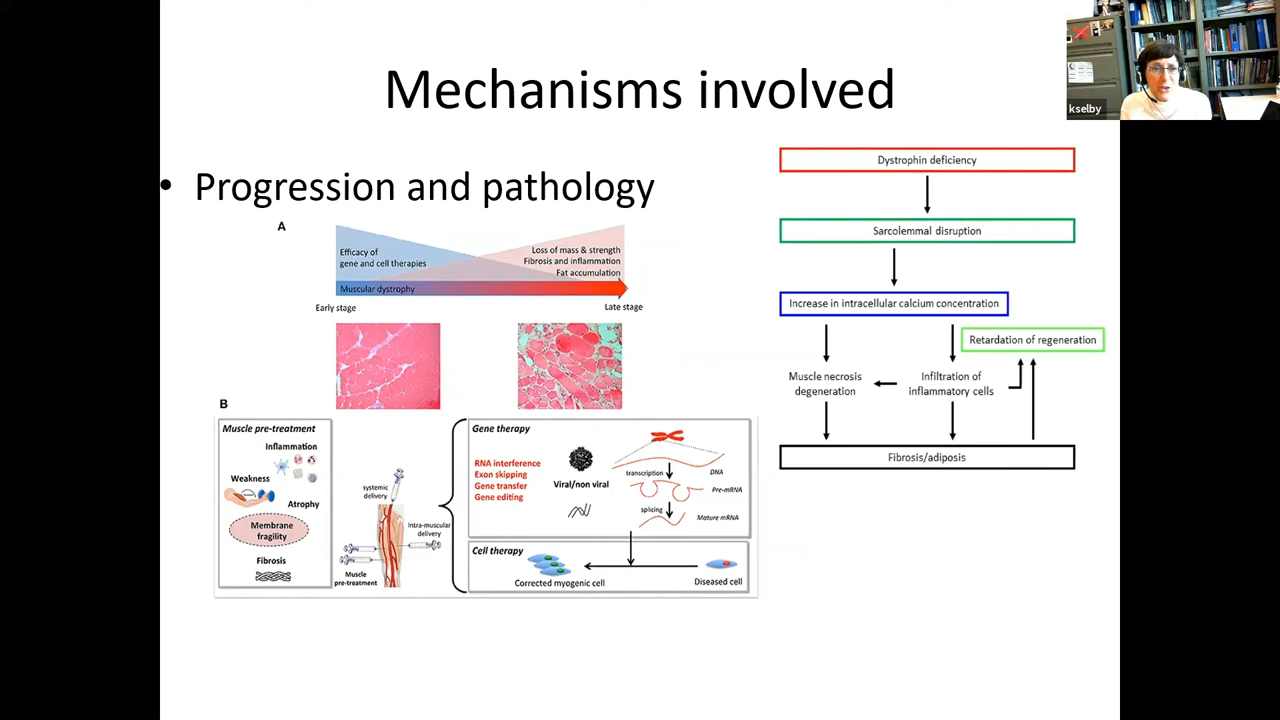 Mechanisms involved
kselby
• Progression and pathology
A
Efficacy of
gene and cell therapies
Loss of mass & strength
Fibrosis and inflammation
Fat accumulation
Muscular dystrophy
Early stage
Late stage
B
Muscle pre-treatment
Inflammation
Weakness
Atrophy
Membrane
fragility
Fibrosis
systemic
delivery
Intra-muscular
delivery
Muscle
pre-treatment
Gene therapy
RNA interference
Exon skipping
Gene transfer
Gene editing
Viral/non viral
transcription
DNA
Pre-mRNA
splicing
Mature mRNA
Cell therapy
Corrected myogenic cell
Diseased cell
Dystrophin deficiency
Sarcolemmal disruption
Increase in intracellular calcium concentration
Retardation of regeneration
Muscle necrosis
degeneration
Infiltration of
inflammatory cells
Fibrosis/adiposis